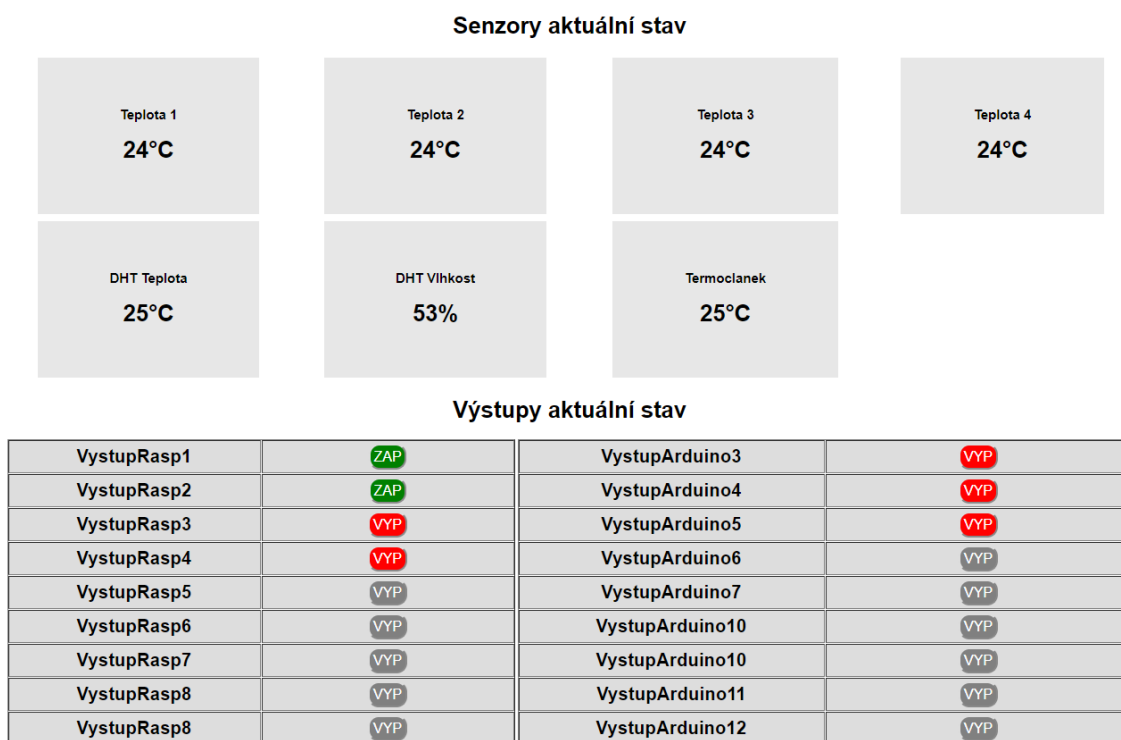 Senzory aktuální stav
Teplota 1
24°C
Teplota 2
24°C
Teplota 3
24°C
Teplota 4
24°C
DHT Teplota
25°C
DHT Vlhkost
53%
Termoclanek
25°C
Výstupy aktuální stav
VystupRasp1 ZAP VystupArduino3 VYP
VystupRasp2 ZAP VystupArduino4 VYP
VystupRasp3 VYP VystupArduino5 VYP
VystupRasp4 VYP VystupArduino6 VYP
VystupRasp5 VYP VystupArduino7 VYP
VystupRasp6 VYP VystupArduino10 VYP
VystupRasp7 VYP VystupArduino10 VYP
VystupRasp8 VYP VystupArduino11 VYP
VystupRasp8 VYP VystupArduino12 VYP